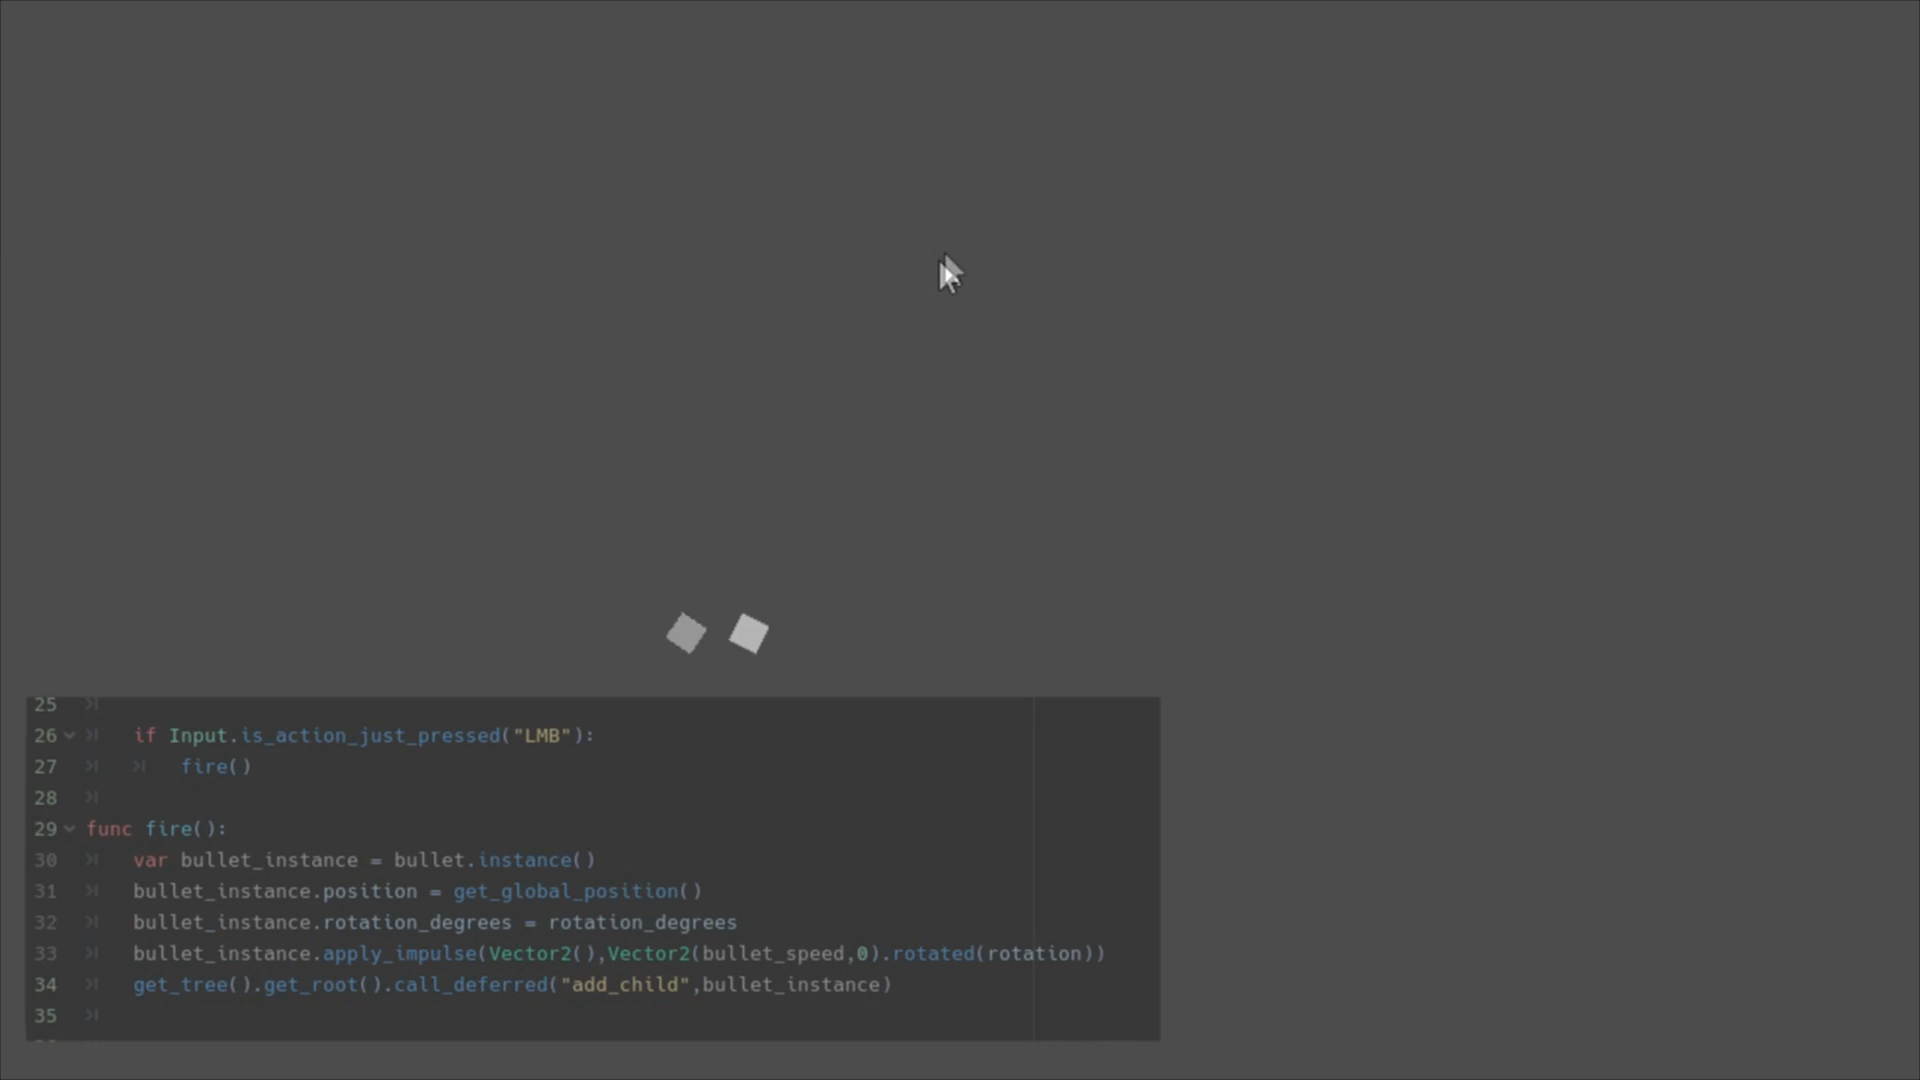 25
26 if Input.is_action_just_pressed("LMB"):
27 fire()
28
29 func fire():
30 var bullet_instance = bullet.instance()
31 bullet_instance.position = get_global_position()
32 bullet_instance.rotation_degrees = rotation_degrees
33 bullet_instance.apply_impulse(Vector2(),Vector2(bullet_speed,0).rotated(rotation))
34 get_tree().get_root().call_deferred("add_child",bullet_instance)
35